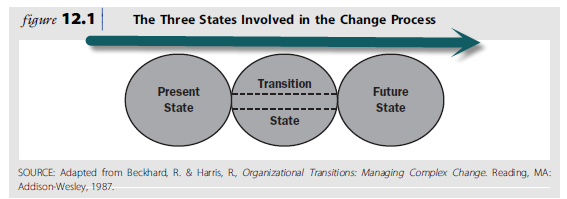 figure 12.1 The Three States Involved in the Change Process
Present
State
Transition
State
Future
State
SOURCE: Adapted from Beckhard, R. & Harris, R., Organizational Transitions: Managing Complex Change. Reading, MA:
Addison-Wesley, 1987.